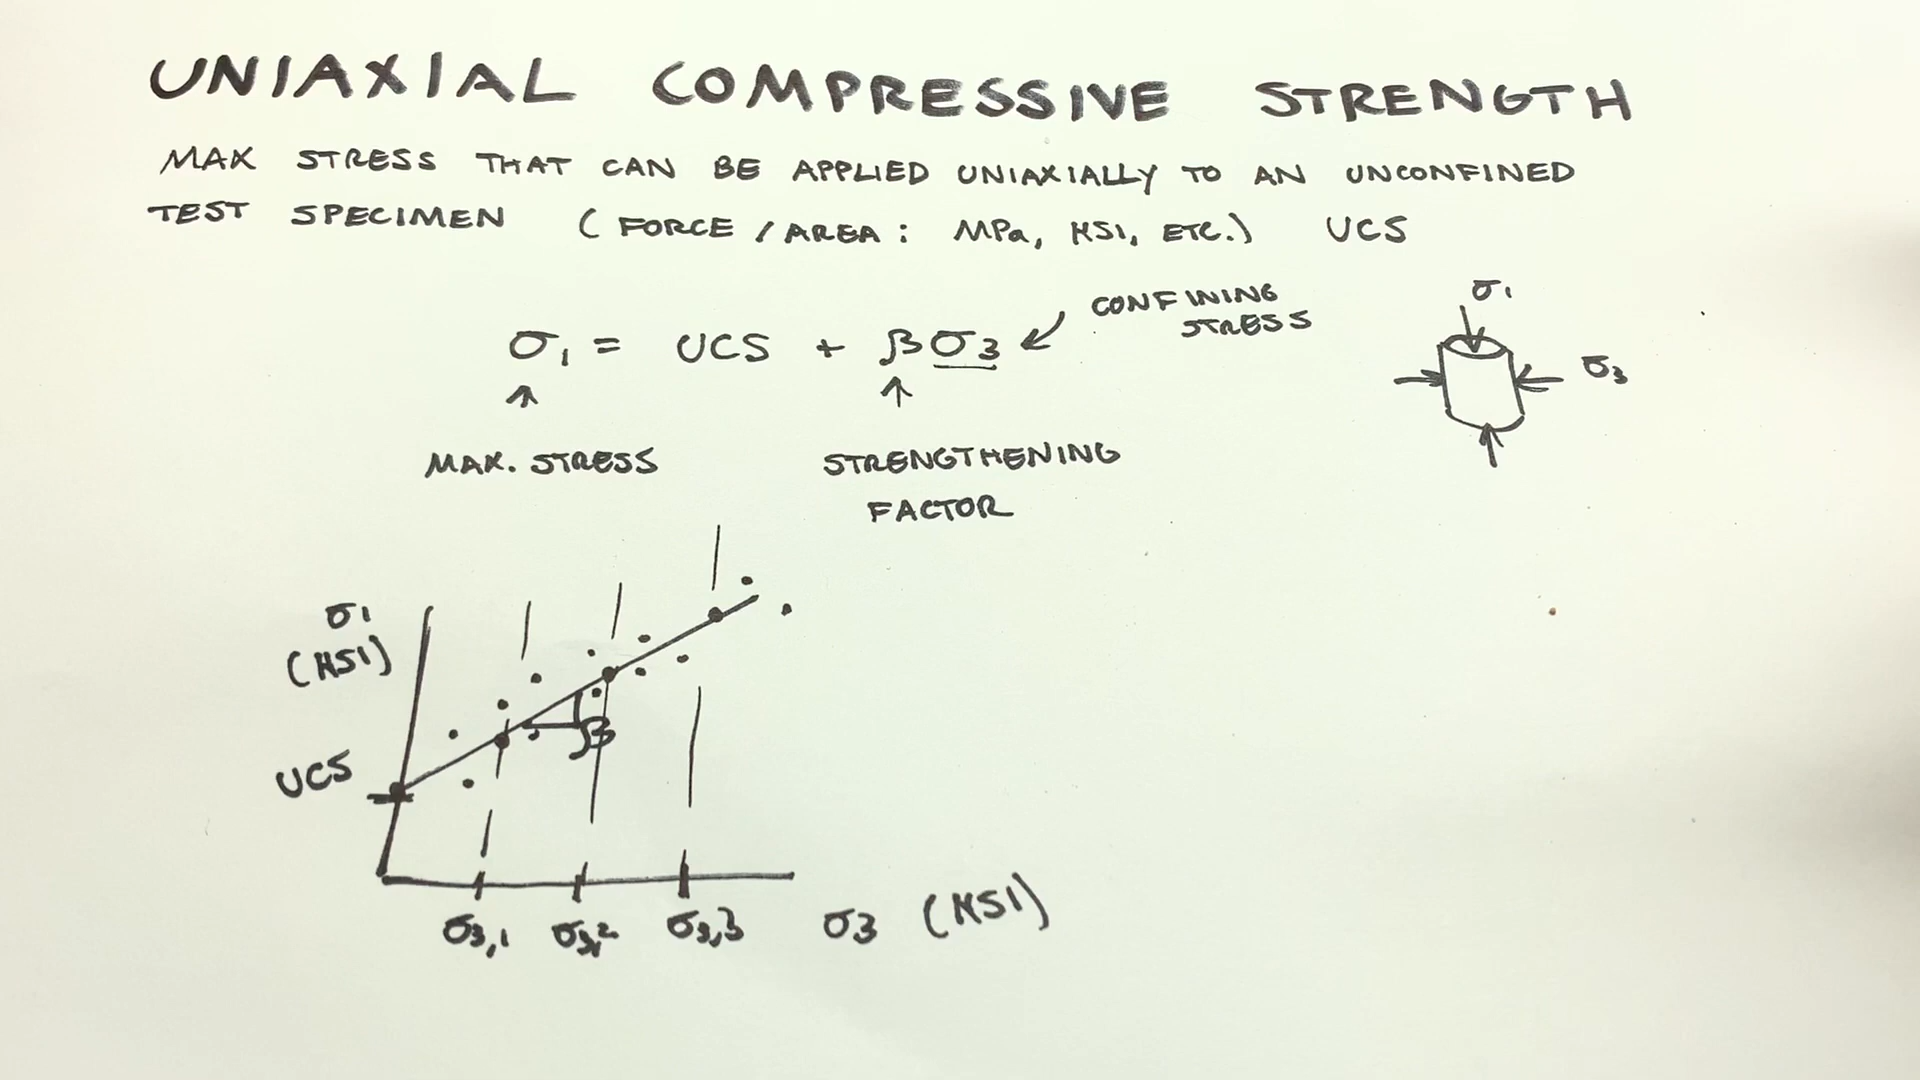 UNIAXIAL COMPRESSIVE STRENGTH
MAX STRESS THAT CAN BE APPLIED UNIAXIALLY TO AN UNCONFINED
TEST SPECIMEN (FORCE / AREA: MPa, KSI, ETC.) UCS
CONFINING
STRESS
σ1 = UCS + βσ3
MAX. STRESS
STRENGTHENING
FACTOR
σ1
σ3
σ1
(KSI)
β
UCS
σ3,1 σ3,2 σ3,3 σ3 (KSI)